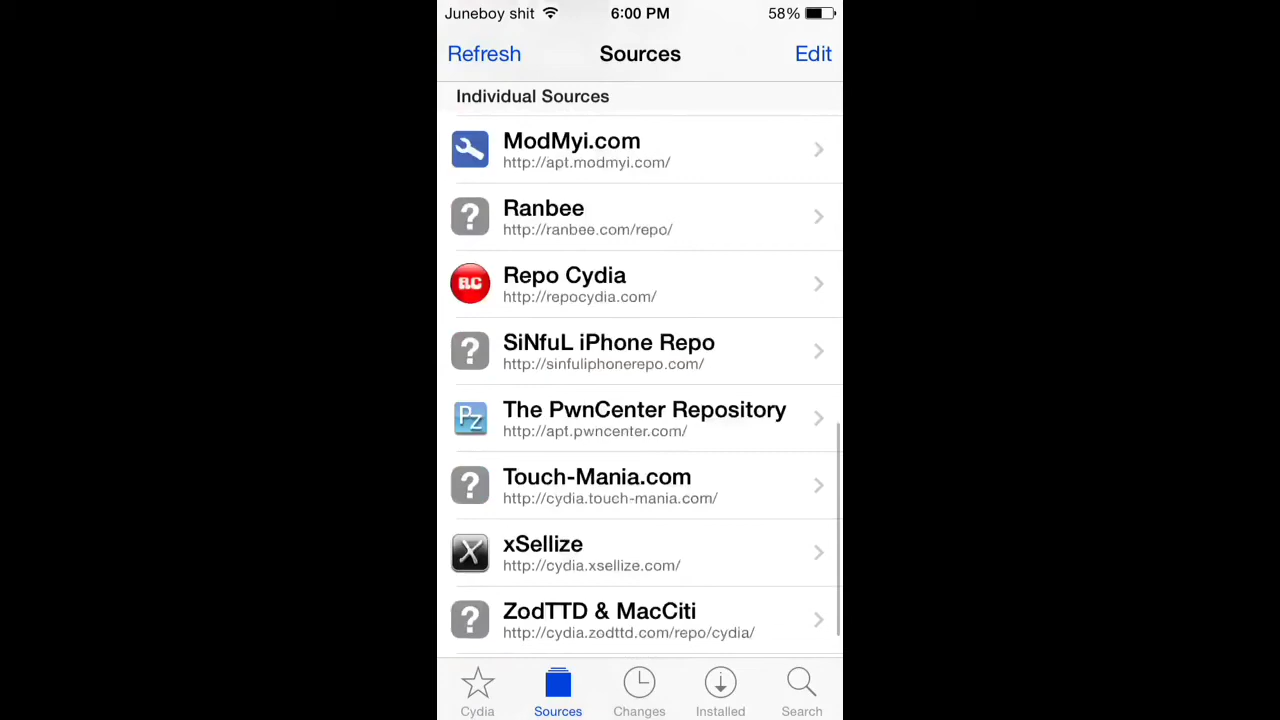 Juneboy shit 6:00 PM 58%
Refresh Sources Edit
Individual Sources
ModMyi.com
http://apt.modmyi.com/
?
Ranbee
http://ranbee.com/repo/
RC
Repo Cydia
http://repocydia.com/
?
SiNfuL iPhone Repo
http://sinfuliphonerepo.com/
Pz
The PwnCenter Repository
http://apt.pwncenter.com/
?
Touch-Mania.com
http://cydia.touch-mania.com/
X
xSellize
http://cydia.xsellize.com/
?
ZodTTD & MacCiti
http://cydia.zodttd.com/repo/cydia/
Cydia Sources Changes Installed Search